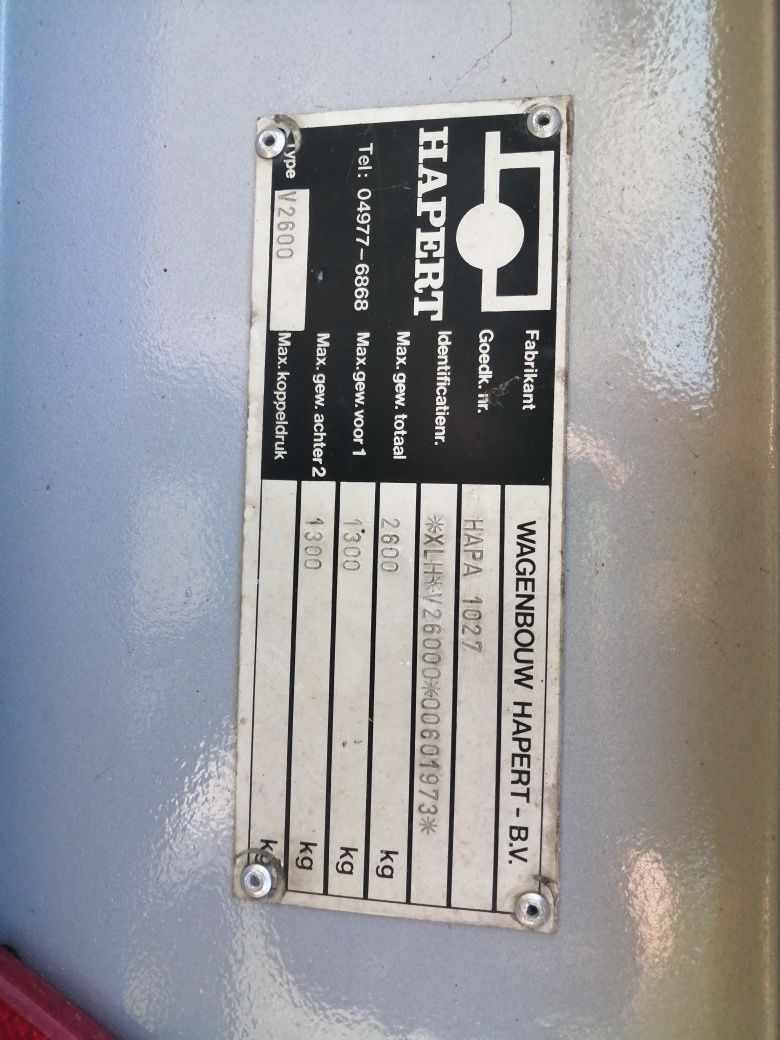 HAPERT
Tel: 04977-6868
Type V2600
Fabrikant WAGENBOUW HAPERT - B.V.
Goedk. nr. HAPA 1027
Identificatienr. *XLH*V26000*00601973*
Max. gew. totaal 2600 kg
Max. gew. voor 1 1300 kg
Max. gew. achter 2 1300 kg
Max. koppeldruk kg